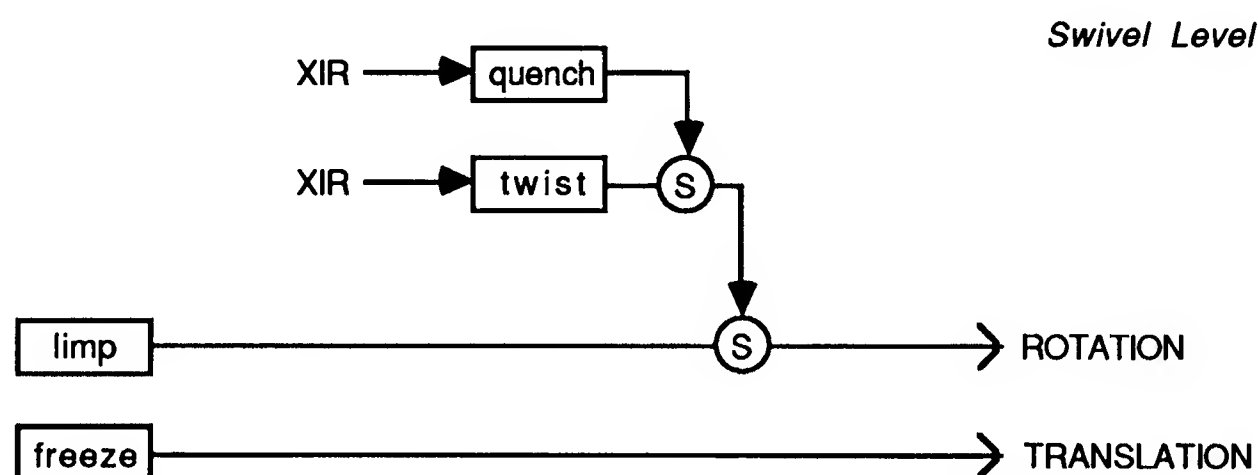 Swivel Level
XIR quench
XIR twist S
limp S ROTATION
freeze TRANSLATION